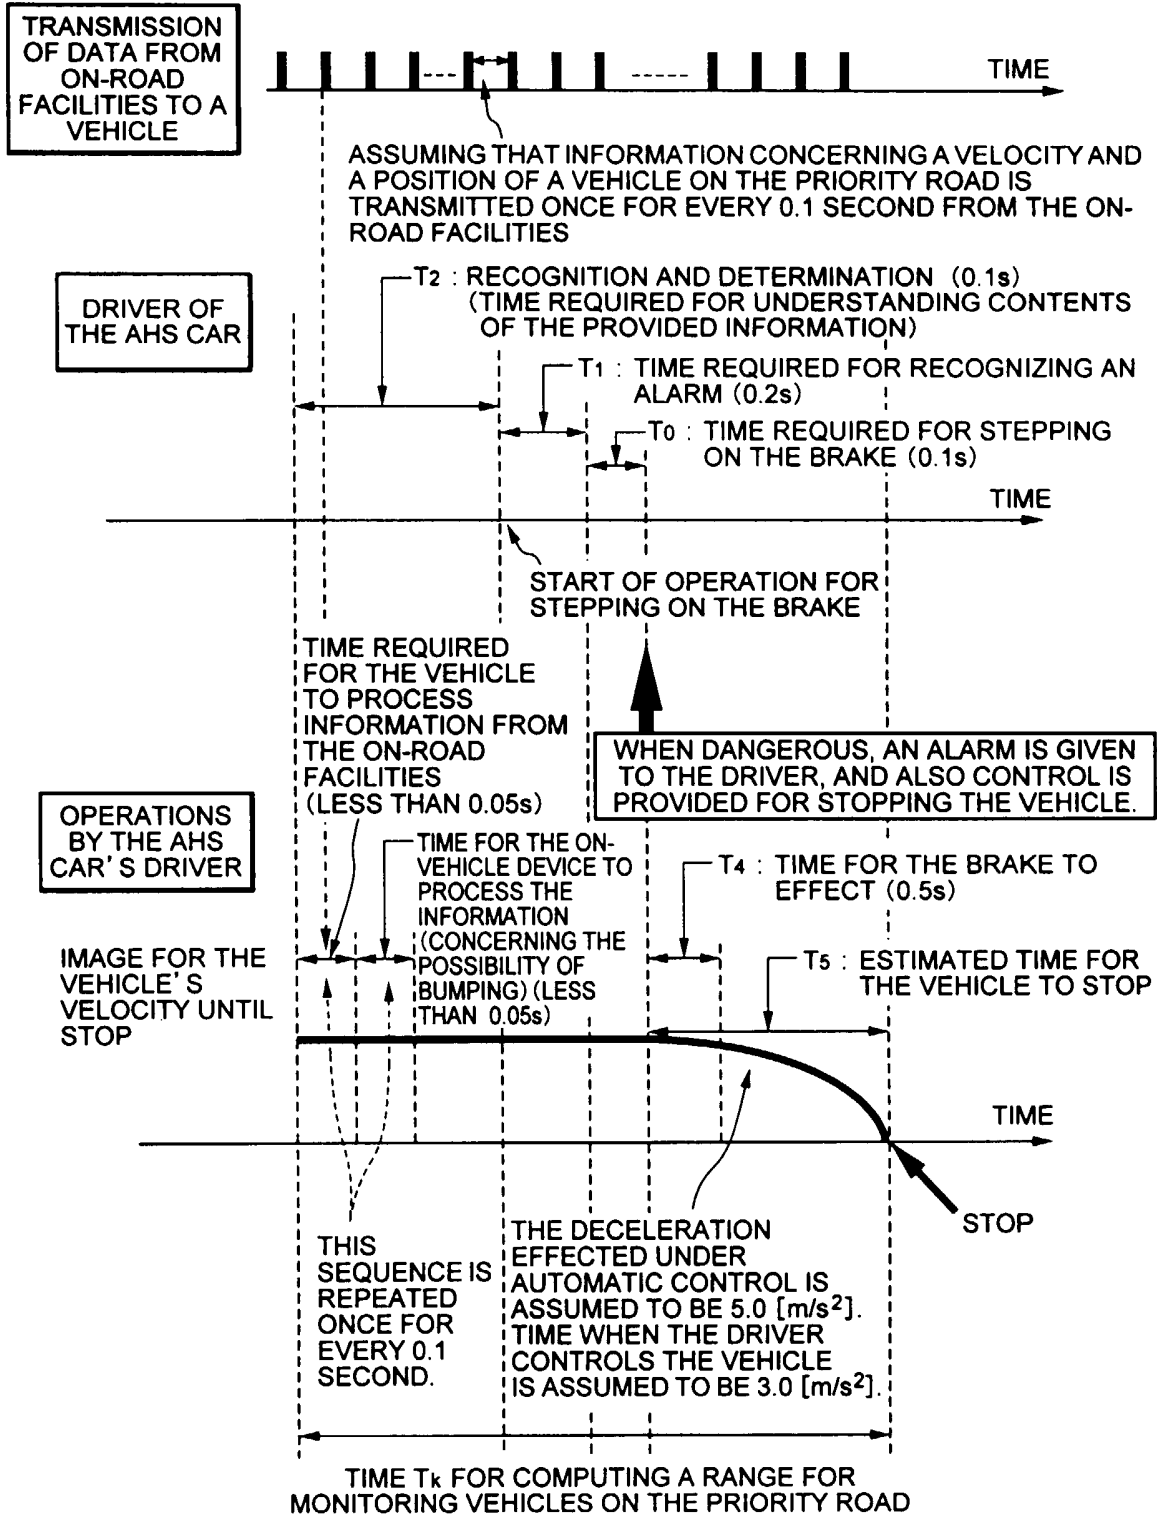 TRANSMISSION
OF DATA FROM
ON-ROAD
FACILITIES TO A
VEHICLE
TIME
ASSUMING THAT INFORMATION CONCERNING A VELOCITY AND
A POSITION OF A VEHICLE ON THE PRIORITY ROAD IS
TRANSMITTED ONCE FOR EVERY 0.1 SECOND FROM THE ON-
ROAD FACILITIES
DRIVER OF
THE AHS CAR
T2 : RECOGNITION AND DETERMINATION (0.1s)
(TIME REQUIRED FOR UNDERSTANDING CONTENTS
OF THE PROVIDED INFORMATION)
T1 : TIME REQUIRED FOR RECOGNIZING AN
ALARM (0.2s)
T0 : TIME REQUIRED FOR STEPPING
ON THE BRAKE (0.1s)
TIME
START OF OPERATION FOR
STEPPING ON THE BRAKE
TIME REQUIRED
FOR THE VEHICLE
TO PROCESS
INFORMATION FROM
THE ON-ROAD
FACILITIES
(LESS THAN 0.05s)
WHEN DANGEROUS, AN ALARM IS GIVEN
TO THE DRIVER, AND ALSO CONTROL IS
PROVIDED FOR STOPPING THE VEHICLE.
OPERATIONS
BY THE AHS
CAR'S DRIVER
TIME FOR THE ON-
VEHICLE DEVICE TO
PROCESS THE
INFORMATION
(CONCERNING THE
POSSIBILITY OF
BUMPING) (LESS
THAN 0.05s)
T4 : TIME FOR THE BRAKE TO
EFFECT (0.5s)
IMAGE FOR THE
VEHICLE'S
VELOCITY UNTIL
STOP
T5 : ESTIMATED TIME FOR
THE VEHICLE TO STOP
TIME
STOP
THIS
SEQUENCE IS
REPEATED
ONCE FOR
EVERY 0.1
SECOND.
THE DECELERATION
EFFECTED UNDER
AUTOMATIC CONTROL IS
ASSUMED TO BE 5.0 [m/s²].
TIME WHEN THE DRIVER
CONTROLS THE VEHICLE
IS ASSUMED TO BE 3.0 [m/s²].
TIME Tk FOR COMPUTING A RANGE FOR
MONITORING VEHICLES ON THE PRIORITY ROAD